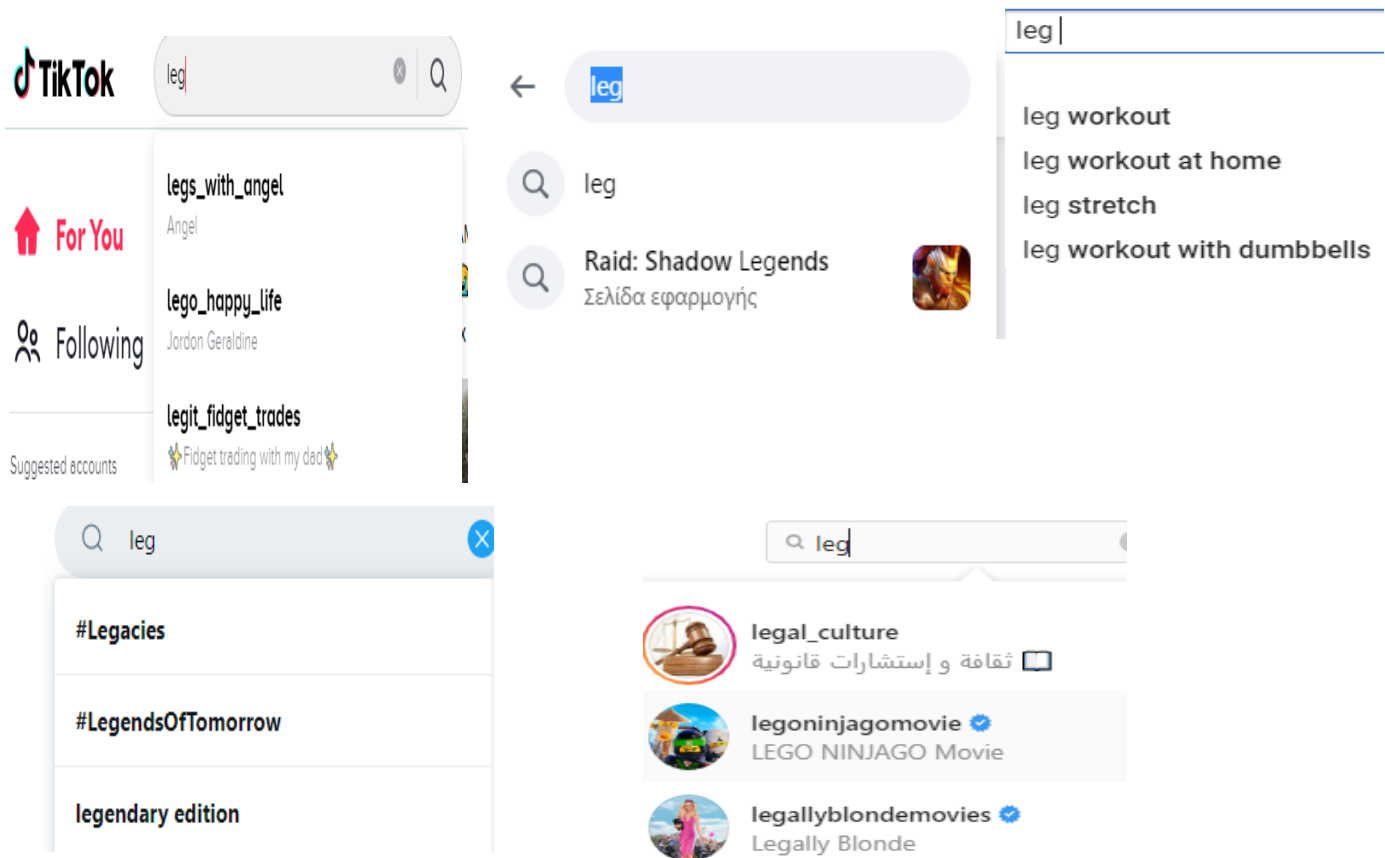 TikTok
leg
legs_with_angel
Angel
For You
lego_happy_life
Jordon Geraldine
Following
legit_fidget_trades
✨Fidget trading with my dad✨
Suggested accounts
leg
leg
Raid: Shadow Legends
Σελίδα εφαρμογής
leg
leg workout
leg workout at home
leg stretch
leg workout with dumbbells
leg
#Legacies
#LegendsOfTomorrow
legendary edition
leg
legal_culture
📖 ثقافة و إستشارات قانونية
legoninjagomovie
LEGO NINJAGO Movie
legallyblondemovies
Legally Blonde